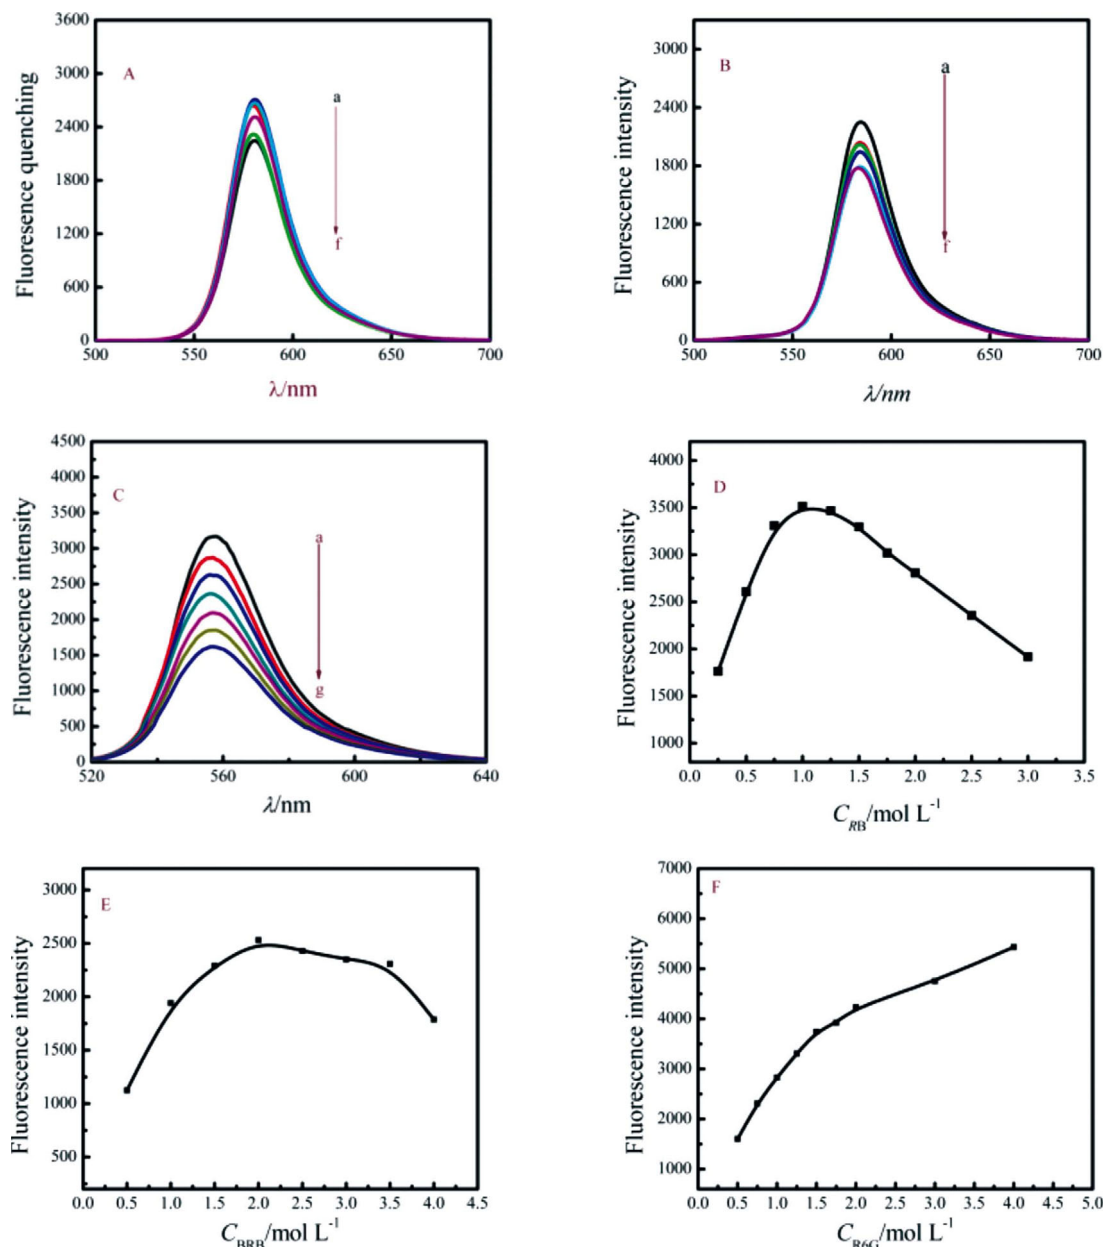 A
Fluoresence quenching
3600
3000
2400
1800
1200
600
0
500 550 600 650 700
λ/nm
a
f
B
Fluorescence intensity
3000
2400
1800
1200
600
0
500 550 600 650 700
λ/nm
a
f
C
Fluorescence intensity
4500
4000
3500
3000
2500
2000
1500
1000
500
0
520 560 600 640
λ/nm
a
g
D
Fluorescence intensity
4000
3500
3000
2500
2000
1500
1000
0.0 0.5 1.0 1.5 2.0 2.5 3.0 3.5
C_RB/mol L⁻¹
E
Fluorescence intensity
3000
2500
2000
1500
1000
500
0.0 0.5 1.0 1.5 2.0 2.5 3.0 3.5 4.0 4.5
C_BRB/mol L⁻¹
F
Fluorescence intensity
7000
6000
5000
4000
3000
2000
1000
0.0 0.5 1.0 1.5 2.0 2.5 3.0 3.5 4.0 4.5 5.0
C_R6G/mol L⁻¹